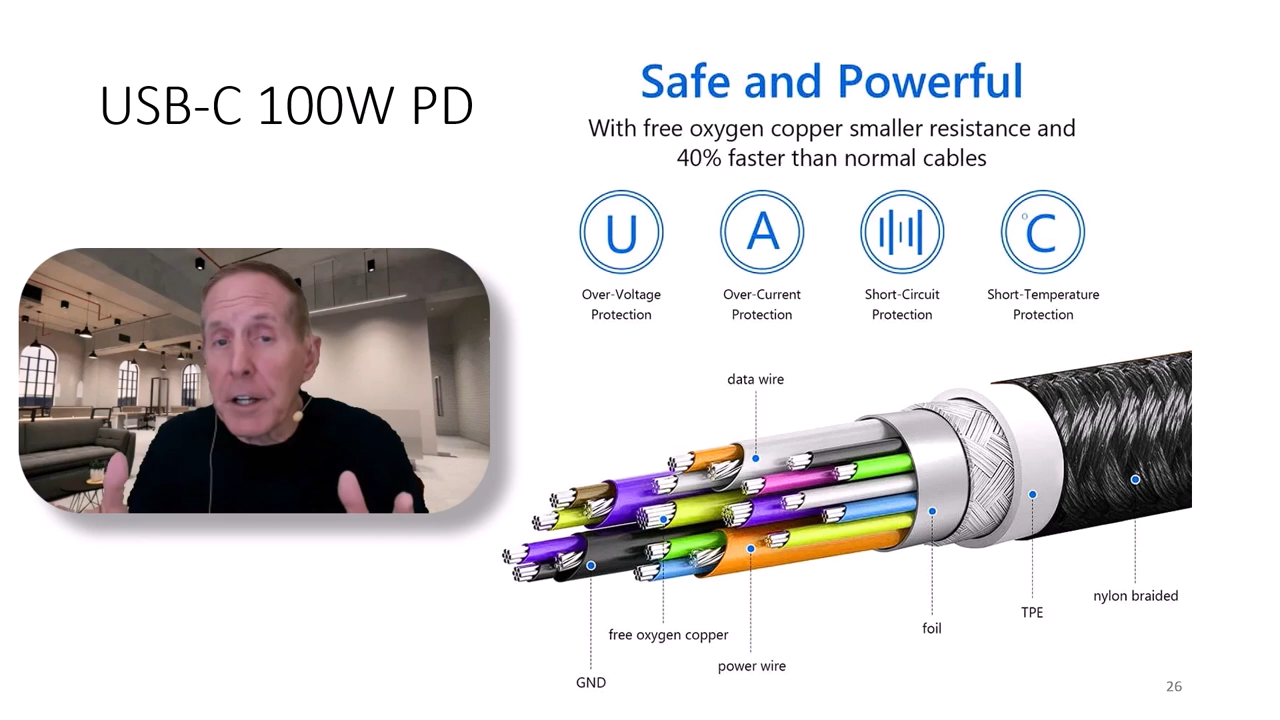 USB-C 100W PD
Safe and Powerful
With free oxygen copper smaller resistance and
40% faster than normal cables
U
A
°C
Over-Voltage
Protection
Over-Current
Protection
Short-Circuit
Protection
Short-Temperature
Protection
data wire
nylon braided
TPE
foil
free oxygen copper
power wire
GND
26